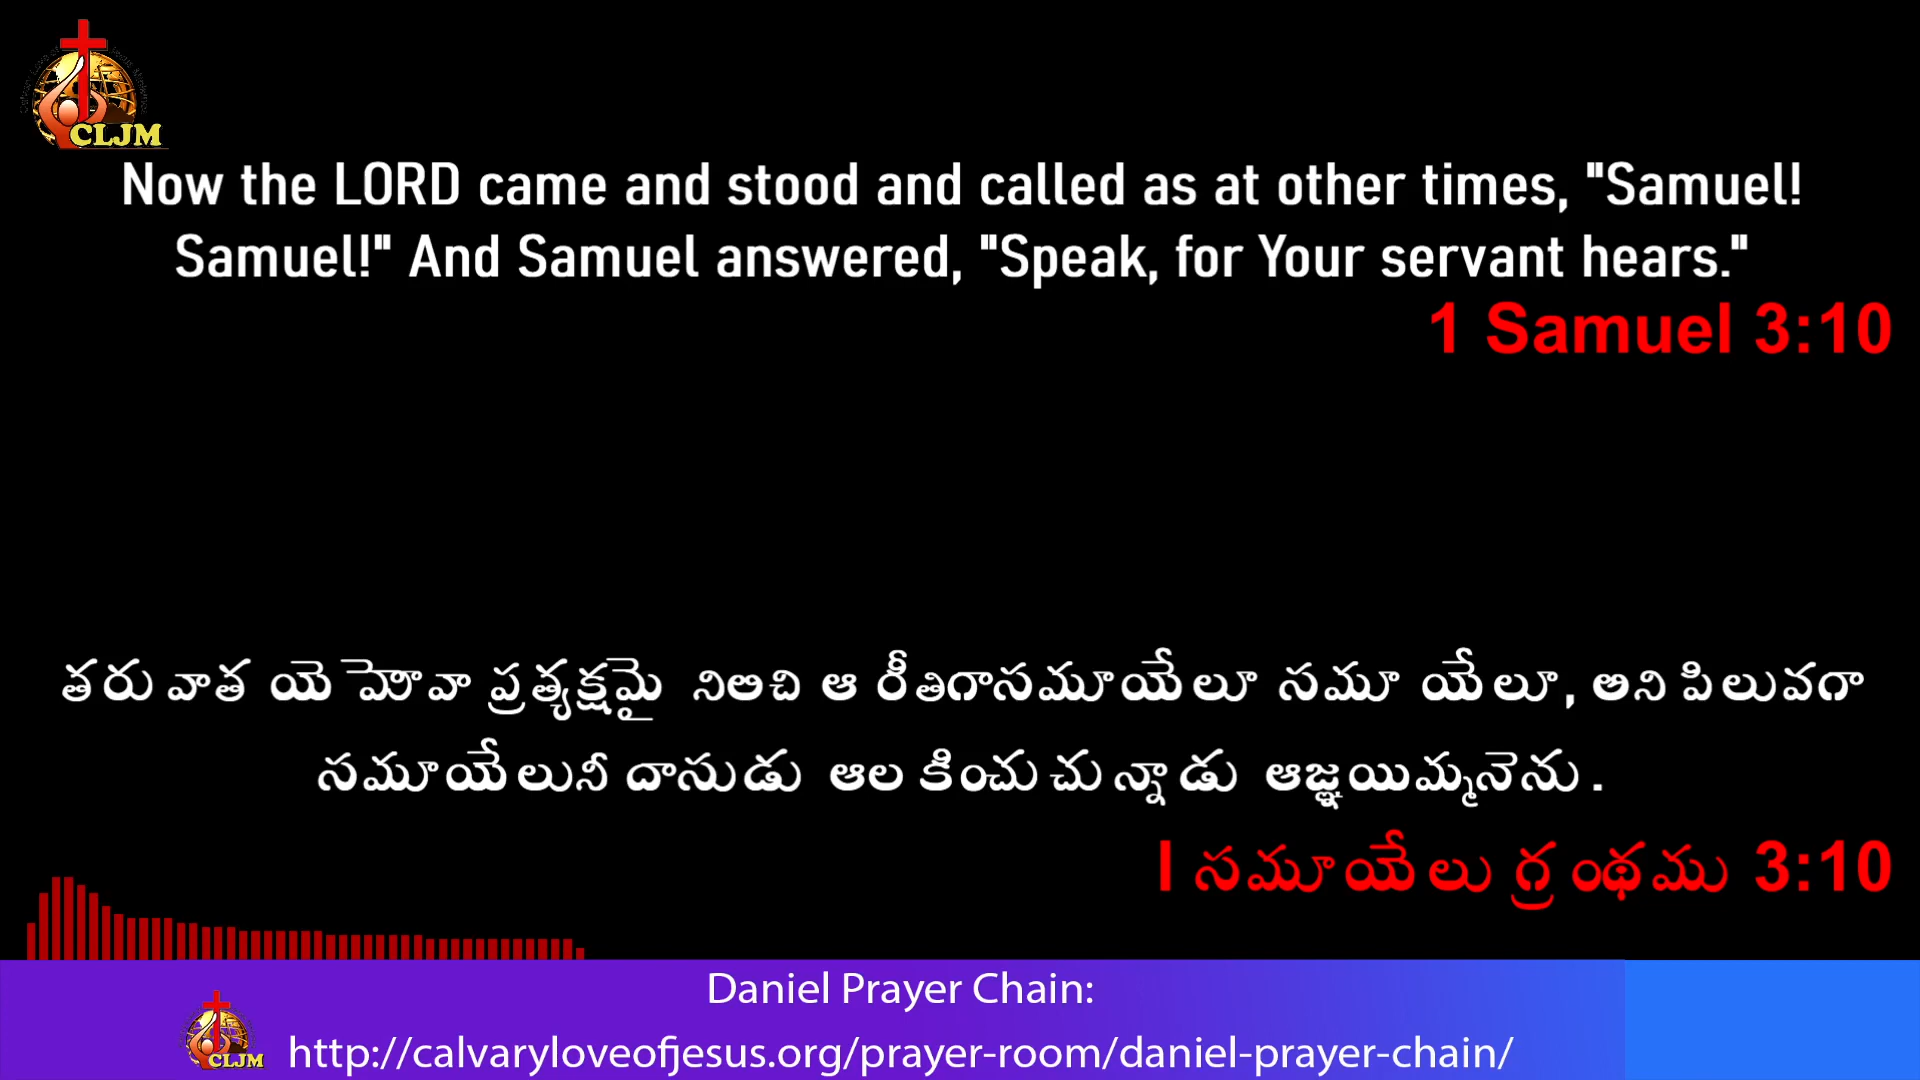 CLJM
Now the LORD came and stood and called as at other times, "Samuel!
Samuel!" And Samuel answered, "Speak, for Your servant hears."
1 Samuel 3:10
తరువాత యెహోవా ప్రత్యక్షమై నిలిచి ఆ రీతిగాసమూయేలూ సమూ యేలూ, అని పిలువగా
సమూయేలునీ దాసుడు ఆలకించుచున్నాడు ఆజ్ఞయిమ్మనెను.
I సమూయేలు గ్రంథము 3:10
Daniel Prayer Chain:
CLJM
http://calvaryloveofjesus.org/prayer-room/daniel-prayer-chain/